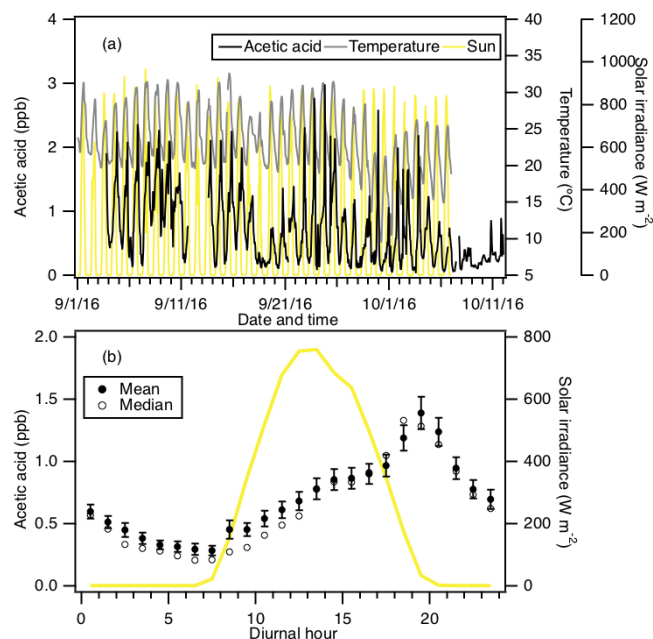 (a)
Acetic acid Temperature Sun
Acetic acid (ppb)
4
3
2
1
0
40
35
30
25
20
15
10
5
Temperature (°C)
1200
1000
800
600
400
200
0
Solar irradiance (W m-2)
9/1/16 9/11/16 9/21/16 10/1/16 10/11/16
Date and time
(b)
Mean
Median
Acetic acid (ppb)
2.0
1.5
1.0
0.5
0.0
800
600
400
200
0
Solar irradiance (W m-2)
0 5 10 15 20
Diurnal hour